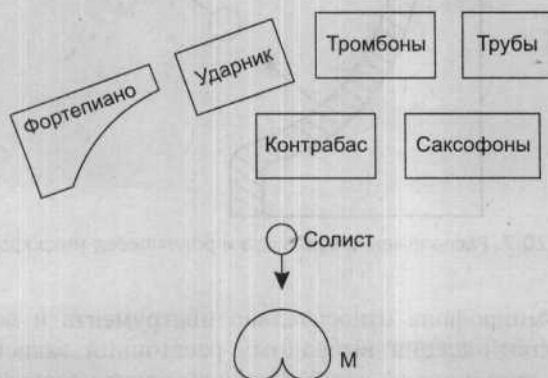 Тромбоны
Трубы
Ударник
Фортепиано
Контрабас
Саксофоны
Солист
М